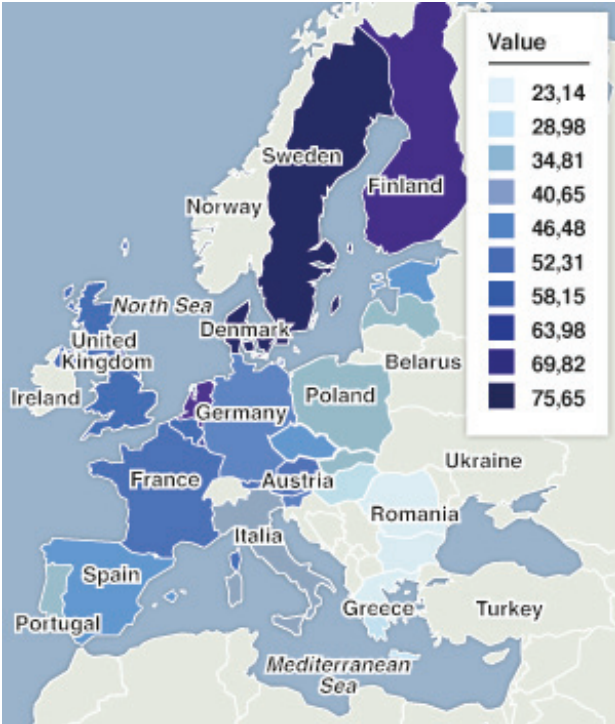 Value
23,14
28,98
34,81
40,65
46,48
52,31
58,15
63,98
69,82
75,65
Sweden
Finland
Norway
North Sea
Denmark
United
Kingdom
Belarus
Ireland
Poland
Germany
Ukraine
France
Austria
Romania
Italia
Spain
Portugal
Greece
Turkey
Mediterranean
Sea